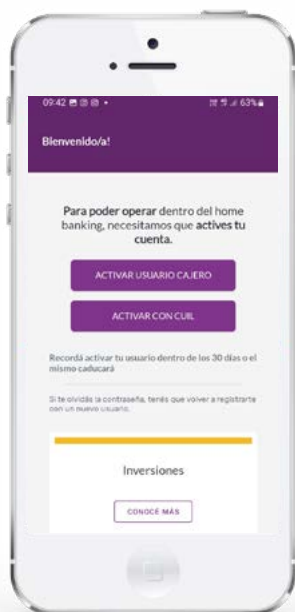 09:42
63%
Bienvenido/a!
Para poder operar dentro del home
banking, necesitamos que actives tu
cuenta.
ACTIVAR USUARIO CAJERO
ACTIVAR CON CUIL
Recordá activar tu usuario dentro de los 30 días o el
mismo caducará
Si te olvidás la contraseña, tenés que volver a registrarte
con un nuevo usuario.
Inversiones
CONOCÉ MÁS